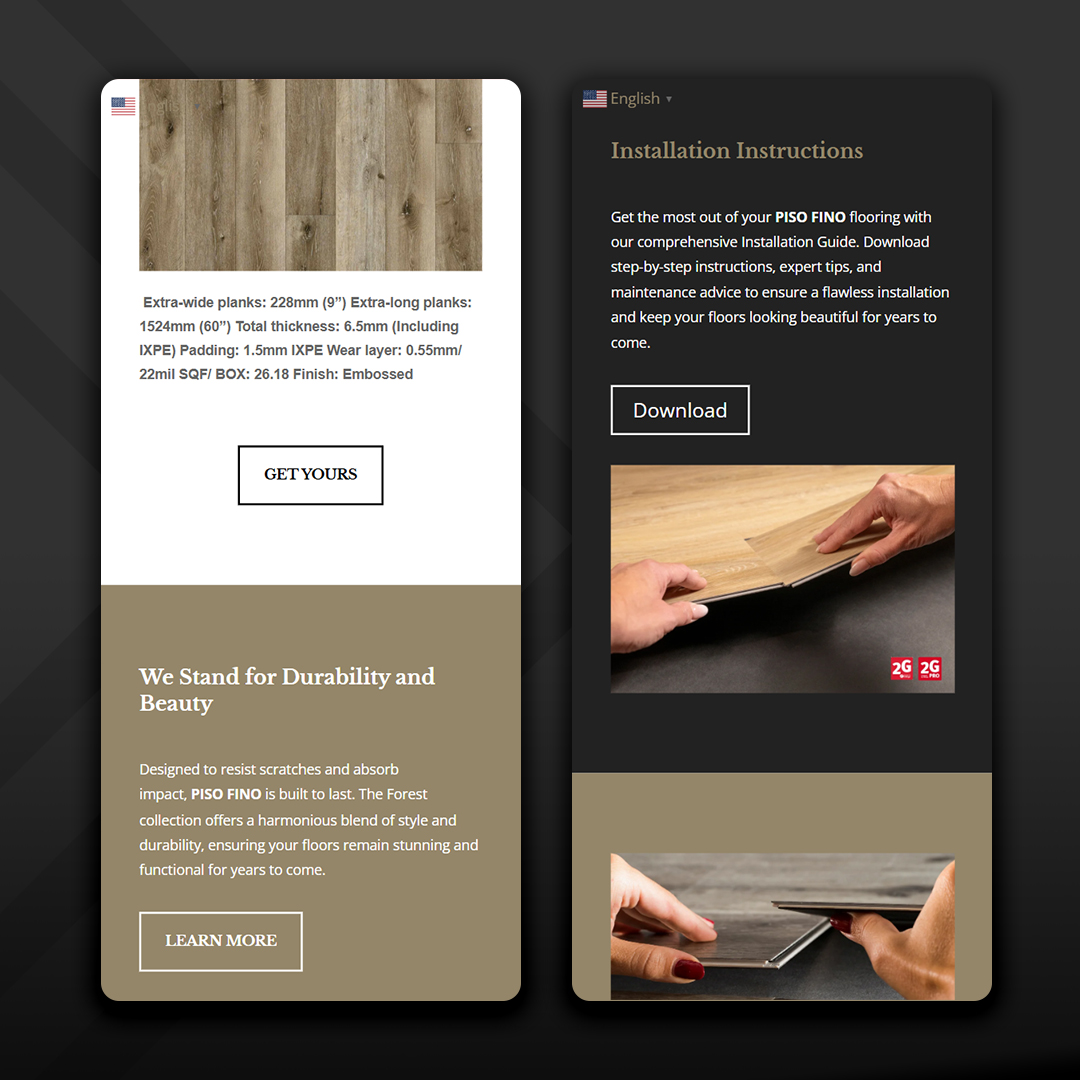 Extra-wide planks: 228mm (9”) Extra-long planks:
1524mm (60”) Total thickness: 6.5mm (Including
IXPE) Padding: 1.5mm IXPE Wear layer: 0.55mm/
22mil SQF/ BOX: 26.18 Finish: Embossed
GET YOURS
We Stand for Durability and
Beauty
Designed to resist scratches and absorb
impact, PISO FINO is built to last. The Forest
collection offers a harmonious blend of style and
durability, ensuring your floors remain stunning and
functional for years to come.
LEARN MORE
English ▾
Installation Instructions
Get the most out of your PISO FINO flooring with
our comprehensive Installation Guide. Download
step-by-step instructions, expert tips, and
maintenance advice to ensure a flawless installation
and keep your floors looking beautiful for years to
come.
Download
2G 2G
PRO